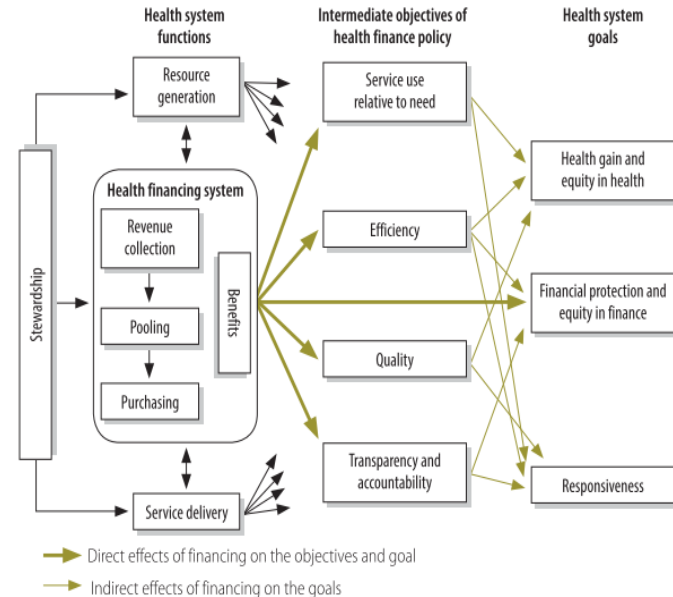 Health system
functions
Intermediate objectives of
health finance policy
Health system
goals
Resource
generation
Service use
relative to need
Health gain and
equity in health
Stewardship
Health financing system
Revenue
collection
Pooling
Purchasing
Benefits
Efficiency
Financial protection and
equity in finance
Quality
Transparency and
accountability
Responsiveness
Service delivery
Direct effects of financing on the objectives and goal
Indirect effects of financing on the goals